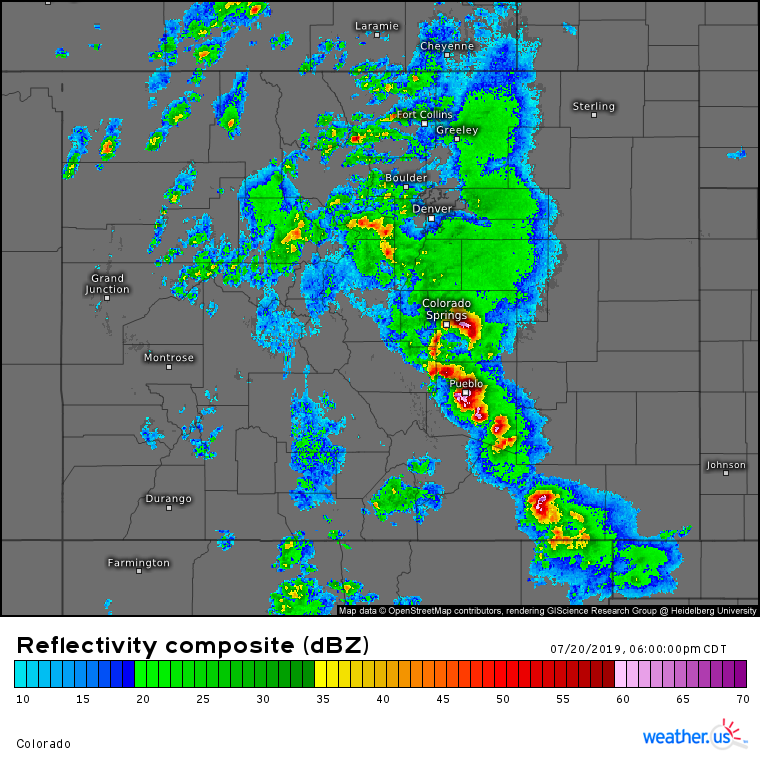 Laramie
Cheyenne
Sterling
Fort Collins
Greeley
Boulder
Denver
Grand
Junction
Colorado
Springs
Montrose
Pueblo
Johnson
Durango
Farmington
Map data © OpenStreetMap contributors, rendering GIScience Research Group @ Heidelberg University
Reflectivity composite (dBZ)
07/20/2019, 06:00:00pm CDT
10 15 20 25 30 35 40 45 50 55 60 65 70
Colorado
weather.us